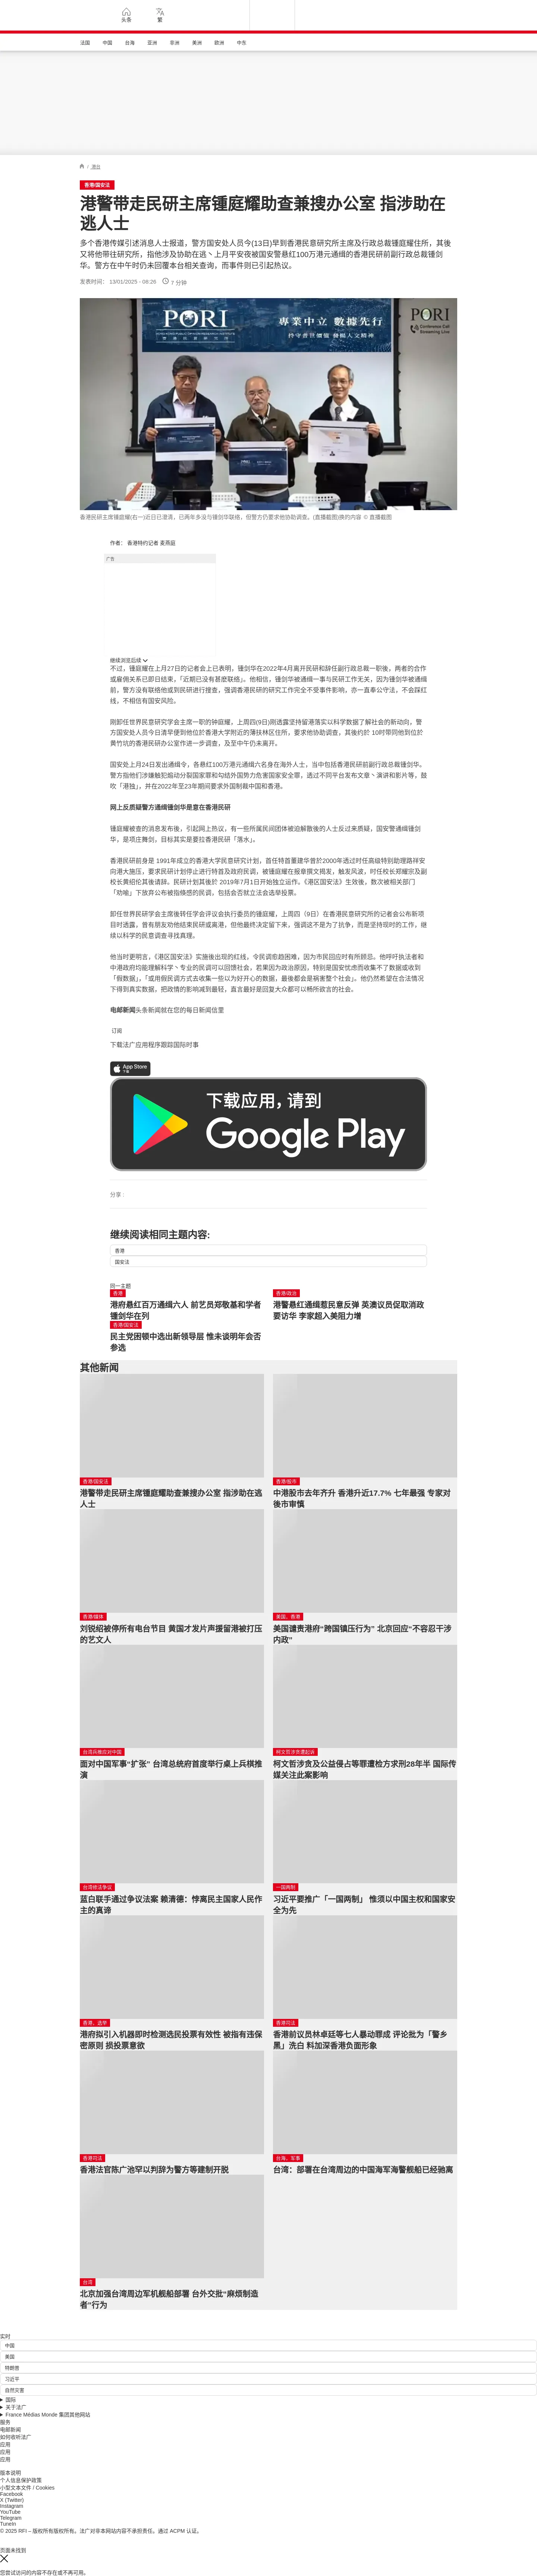 头条
繁
法国
中国
台海
亚洲
非洲
美洲
欧洲
中东
/ 港台
香港/国安法
港警带走民研主席锺庭耀助查兼搜办公室 指涉助在
逃人士
多个香港传媒引述消息人士报道，警方国安处人员今(13日)早到香港民意研究所主席及行政总裁锺庭耀住所，其後
又将他带往研究所，指他涉及协助在逃丶上月平安夜被国安警悬红100万港元通缉的香港民研前副行政总裁锺剑
华。警方在中午时仍未回覆本台相关查询，而事件则已引起热议。
发表时间： 13/01/2025 - 08:26
7 分钟
PORI
專業中立 數據先行
PORI
Conference Call
Streaming Live
香港民研主席锺庭耀(右一)近日已澄清，已两年多没与锺剑华联络，但警方仍要求他协助调查。(直播截图)换的内容 © 直播截图
作者： 香港特约记者 麦燕庭
广告
继续浏览后续
不过，锺庭耀在上月27日的记者会上已表明，锺剑华在2022年4月离开民研和辞任副行政总裁一职後，两者的合作
或雇佣关系已即日结束，「近期已没有甚麽联络」。他相信，锺剑华被通缉一事与民研工作无关，因为锺剑华被通缉
前，警方没有联络他或到民研进行搜查，强调香港民研的研究工作完全不受事件影响，亦一直奉公守法，不会踩红
线，不相信有国安风险。
刚卸任世界民意研究学会主席一职的钟庭耀，上周四(9日)刚透露坚持留港落实以科学数据了解社会的新动向，警
方国安处人员今日清早便到他位於香港大学附近的薄扶林区住所，要求他协助调查，其後约於 10时带同他到位於
黄竹坑的香港民研办公室作进一步调查，及至中午仍未离开。
国安处上月24日发出通缉令，各悬红100万港元通缉六名身在海外人士，当中包括香港民研前副行政总裁锺剑华。
警方指他们涉嫌触犯煽动分裂国家罪和勾结外国势力危害国家安全罪，透过不同平台发布文章丶演讲和影片等，鼓
吹「港独」，并在2022年至23年期间要求外国制裁中国和香港。
网上反质疑警方通缉锺剑华是意在香港民研
锺庭耀被查的消息发布後，引起网上热议，有一些所属民间团体被迫解散後的人士反过来质疑，国安警通缉锺剑
华，是项庄舞剑，目标其实是要拉香港民研「落水」。
香港民研前身是 1991年成立的香港大学民意研究计划，首任特首董建华曾於2000年透过时任高级特别助理路祥安
向港大施压，要求民研计划停止进行特首及政府民调，被锺庭耀在报章撰文揭发，触发风波，时任校长郑耀宗及副
校长黄绍伦其後请辞。民研计划其後於 2019年7月1日开始独立运作。《港区国安法》生效後，数次被相关部门
「劝喻」下放弃公布被指倏感的民调，包括会否就立法会选举投票。
卸任世界民研学会主席後转任学会评议会执行委员的锺庭耀，上周四（9日）在香港民意研究所的记者会公布新项
目时透露，曾有朋友劝他结束民研或离港，但他最终决定留下来，强调这不是为了抗争，而是坚持现时的工作，继
续以科学的民意调查寻找真理。
他当时更明言，《港区国安法》实施後出现的红线，令民调愈趋困难，因为市民回应时有所顾忌。他呼吁执法者和
中港政府均能理解科学丶专业的民调可以回馈社会，若果因为政治原因，特别是国安忧虑而收集不了数据或收到
「假数据」，「或用假民调方式去收集一些以为开心的数据，最後都会是祸害整个社会」。他仍然希望在合法情况
下得到真实数据，把政情的影响减到最轻，直言最好是回复大众都可以畅所欲言的社会。
电邮新闻头条新闻就在您的每日新闻信里
订阅
下载法广应用程序跟踪国际时事
App Store
下载
下载应用，请到
Google Play
分享 :
继续阅读相同主题内容:
香港
国安法
同一主题
香港
港府悬红百万通缉六人 前艺员郑敬基和学者
锺剑华在列
香港/政治
港警悬红通缉惹民意反弹 英澳议员促取消政
要访华 李家超入美阻力增
香港/国安法
民主党困顿中选出新领导层 惟未谈明年会否
参选
其他新闻
香港/国安法
港警带走民研主席锺庭耀助查兼搜办公室 指涉助在逃
人士
香港/股市
中港股市去年齐升 香港升近17.7% 七年最强 专家对
後市审慎
香港/媒体
刘锐绍被停所有电台节目 黄国才发片声援留港被打压
的艺文人
美国、香港
美国谴责港府“跨国镇压行为” 北京回应“不容忍干涉
内政”
台湾兵推应对中国
面对中国军事“扩张” 台湾总统府首度举行桌上兵棋推
演
柯文哲涉贪遭起诉
柯文哲涉贪及公益侵占等罪遭检方求刑28年半 国际传
媒关注此案影响
台湾修法争议
蓝白联手通过争议法案 赖清德：悖离民主国家人民作
主的真谛
一国两制
习近平要推广「一国两制」 惟须以中国主权和国家安
全为先
香港、选举
港府拟引入机器即时检测选民投票有效性 被指有违保
密原则 损投票意欲
香港司法
香港前议员林卓廷等七人暴动罪成 评论批为「警乡
黑」洗白 料加深香港负面形象
香港司法
香港法官陈广池罕以判辞为警方等建制开脱
台海、军事
台湾：部署在台湾周边的中国海军海警舰船已经驰离
台湾
北京加强台湾周边军机舰船部署 台外交批“麻烦制造
者”行为
实时
中国
美国
特朗普
习近平
自然灾害
国际
关于法广
France Médias Monde 集团其他网站
服务
电邮新闻
如何收听法广
应用
应用
应用
版本说明
个人信息保护政策
小型文本文件 / Cookies
Facebook
X (Twitter)
Instagram
YouTube
Telegram
TuneIn
© 2025 RFI – 版权所有版权所有。法广对非本网站内容不承担责任。通过 ACPM 认证。
页面未找到
您尝试访问的内容不存在或不再可用。